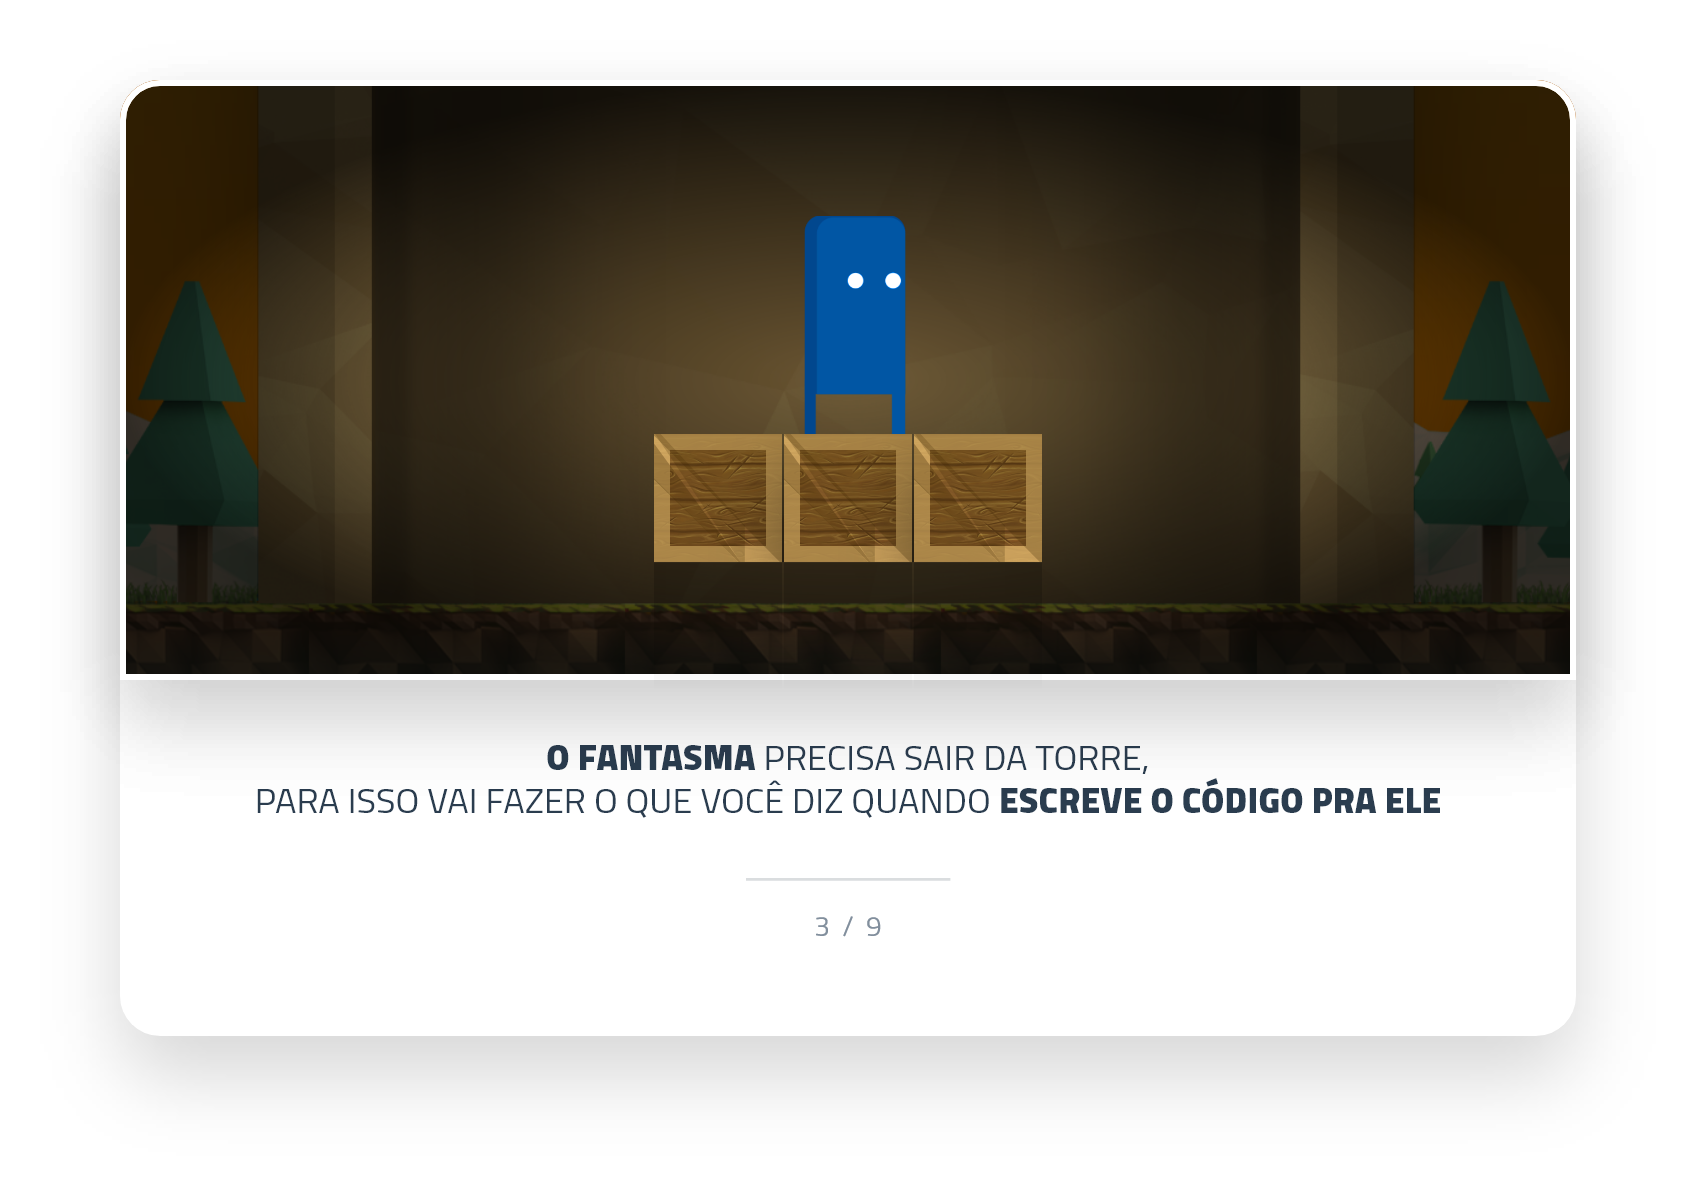 O FANTASMA PRECISA SAIR DA TORRE,
PARA ISSO VAI FAZER O QUE VOCÊ DIZ QUANDO ESCREVE O CÓDIGO PRA ELE
3 / 9